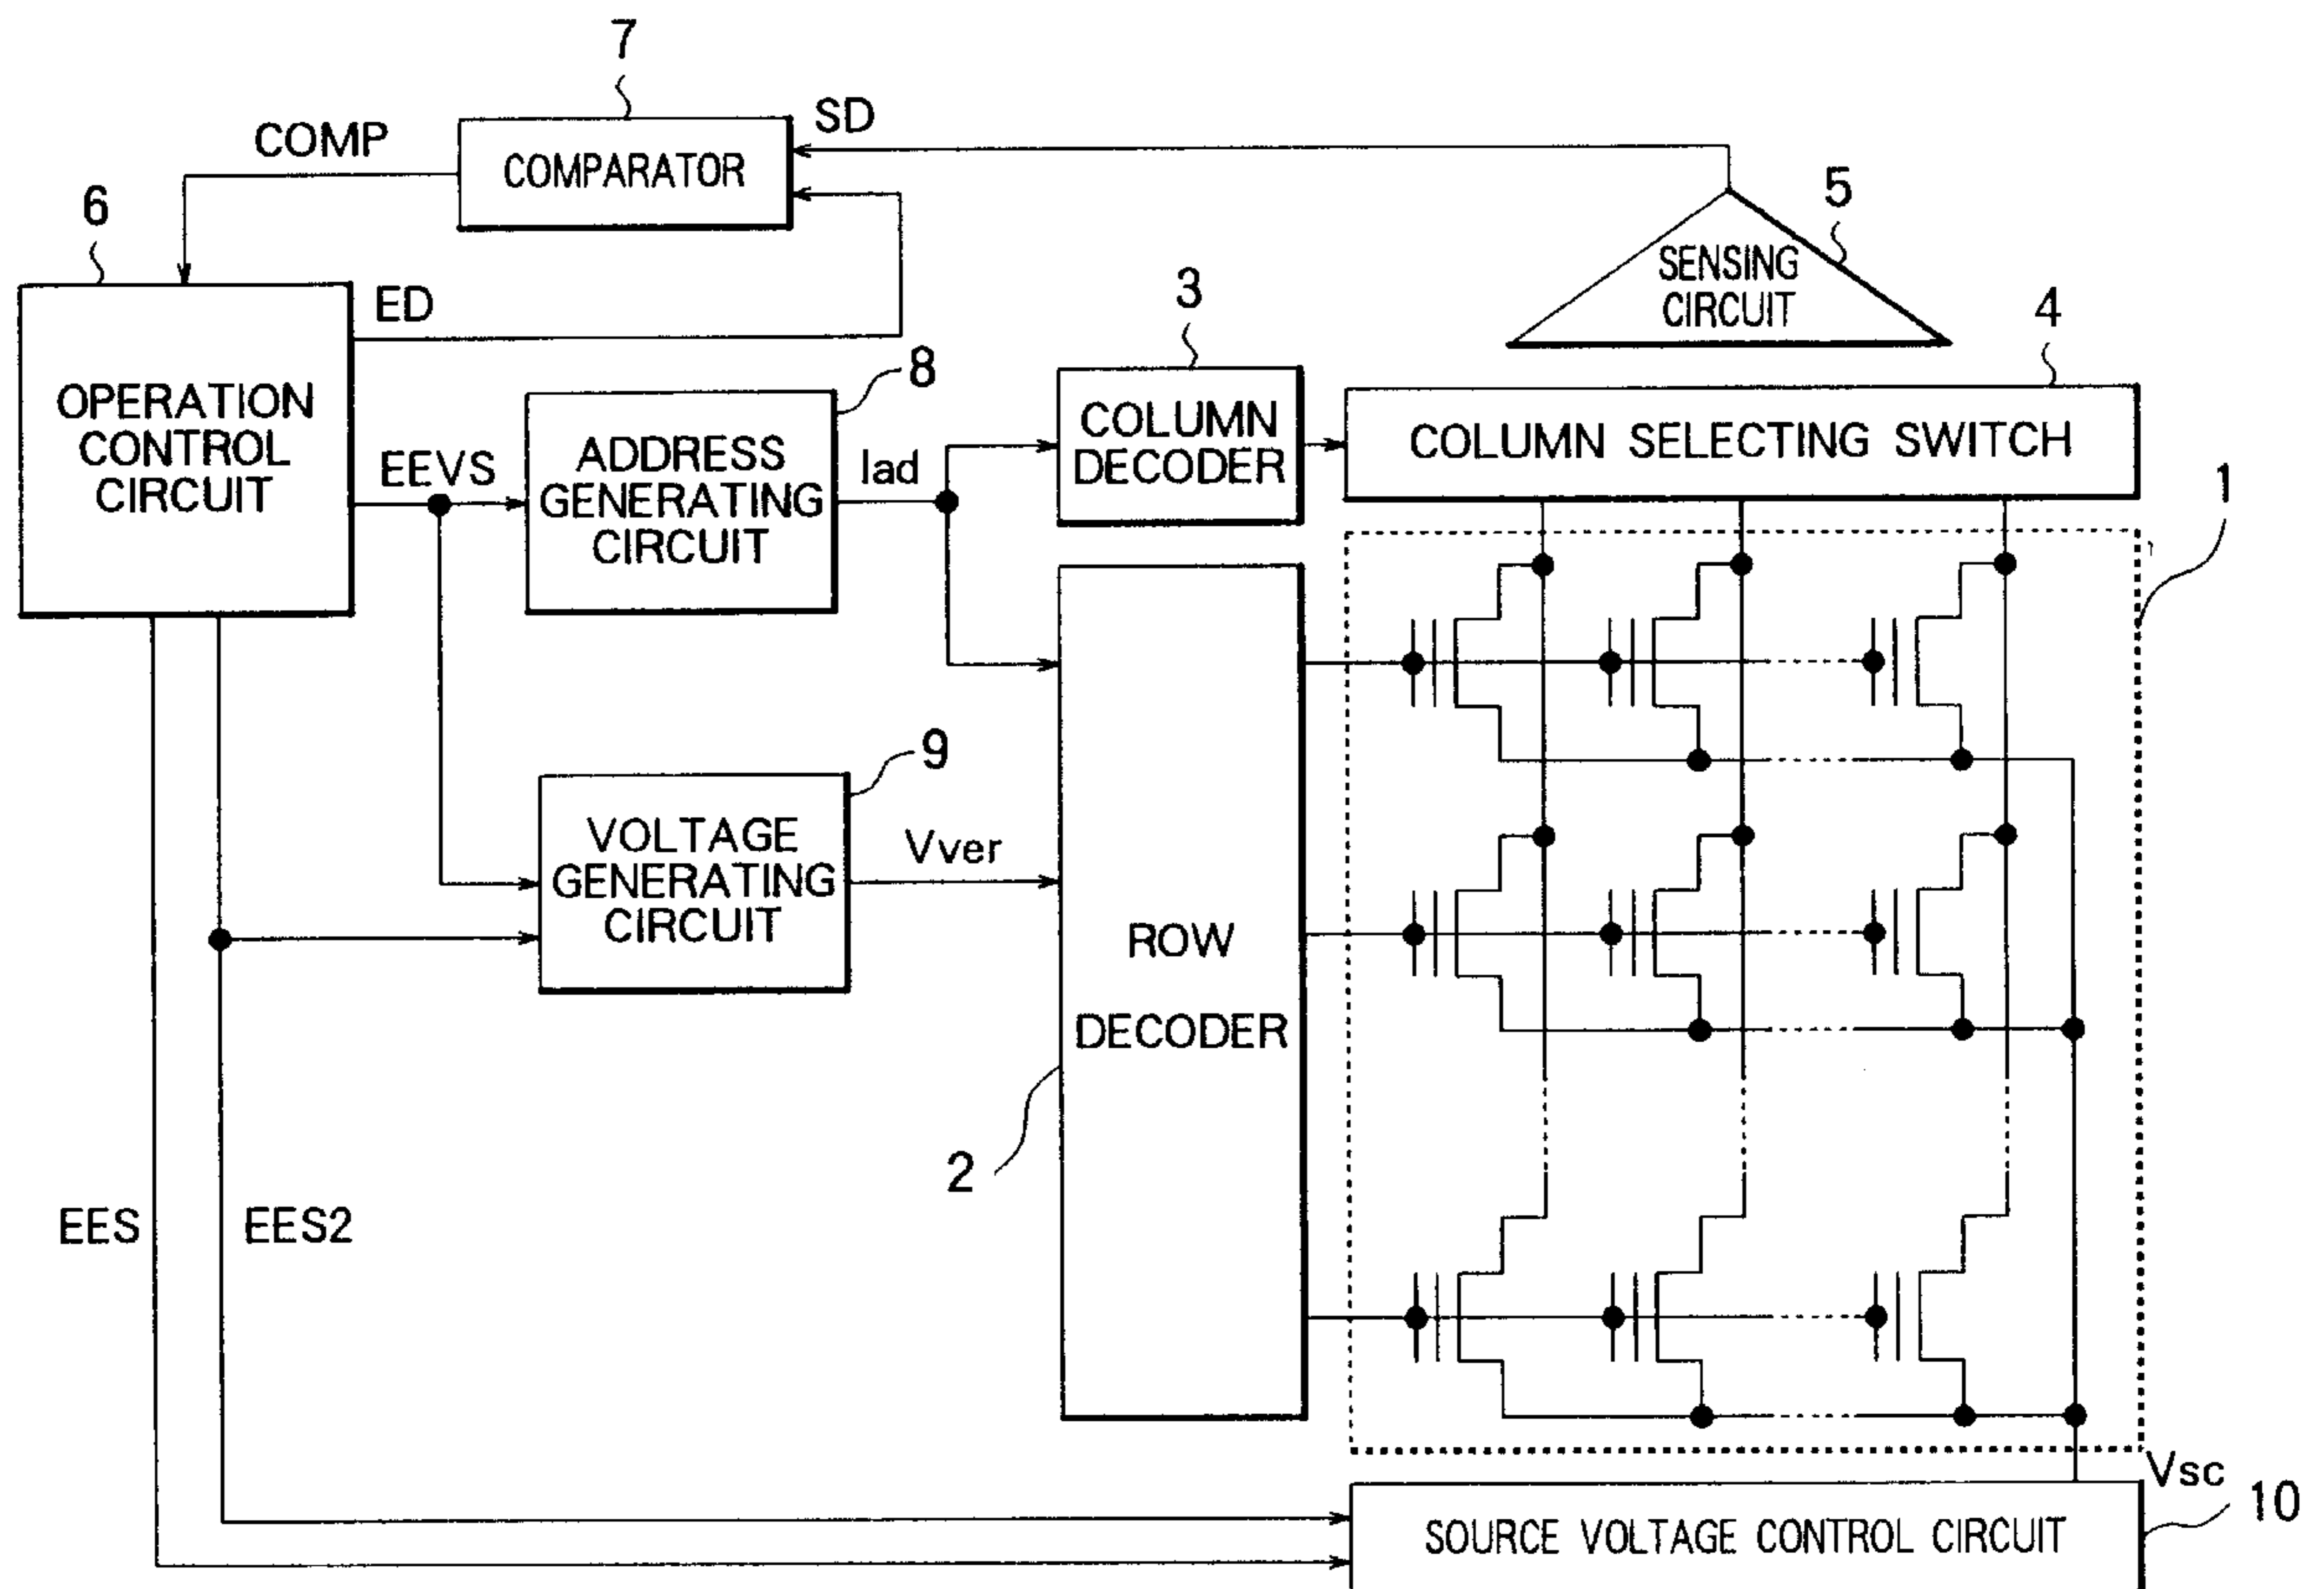 7
SD
COMP
COMPARATOR
5
6
SENSING
CIRCUIT
3
4
ED
8
OPERATION
CONTROL
CIRCUIT
COLUMN
DECODER
COLUMN SELECTING SWITCH
EEVS
ADDRESS
GENERATING
CIRCUIT
Iad
1
9
VOLTAGE
GENERATING
CIRCUIT
Vver
ROW
DECODER
2
EES
EES2
Vsc
10
SOURCE VOLTAGE CONTROL CIRCUIT